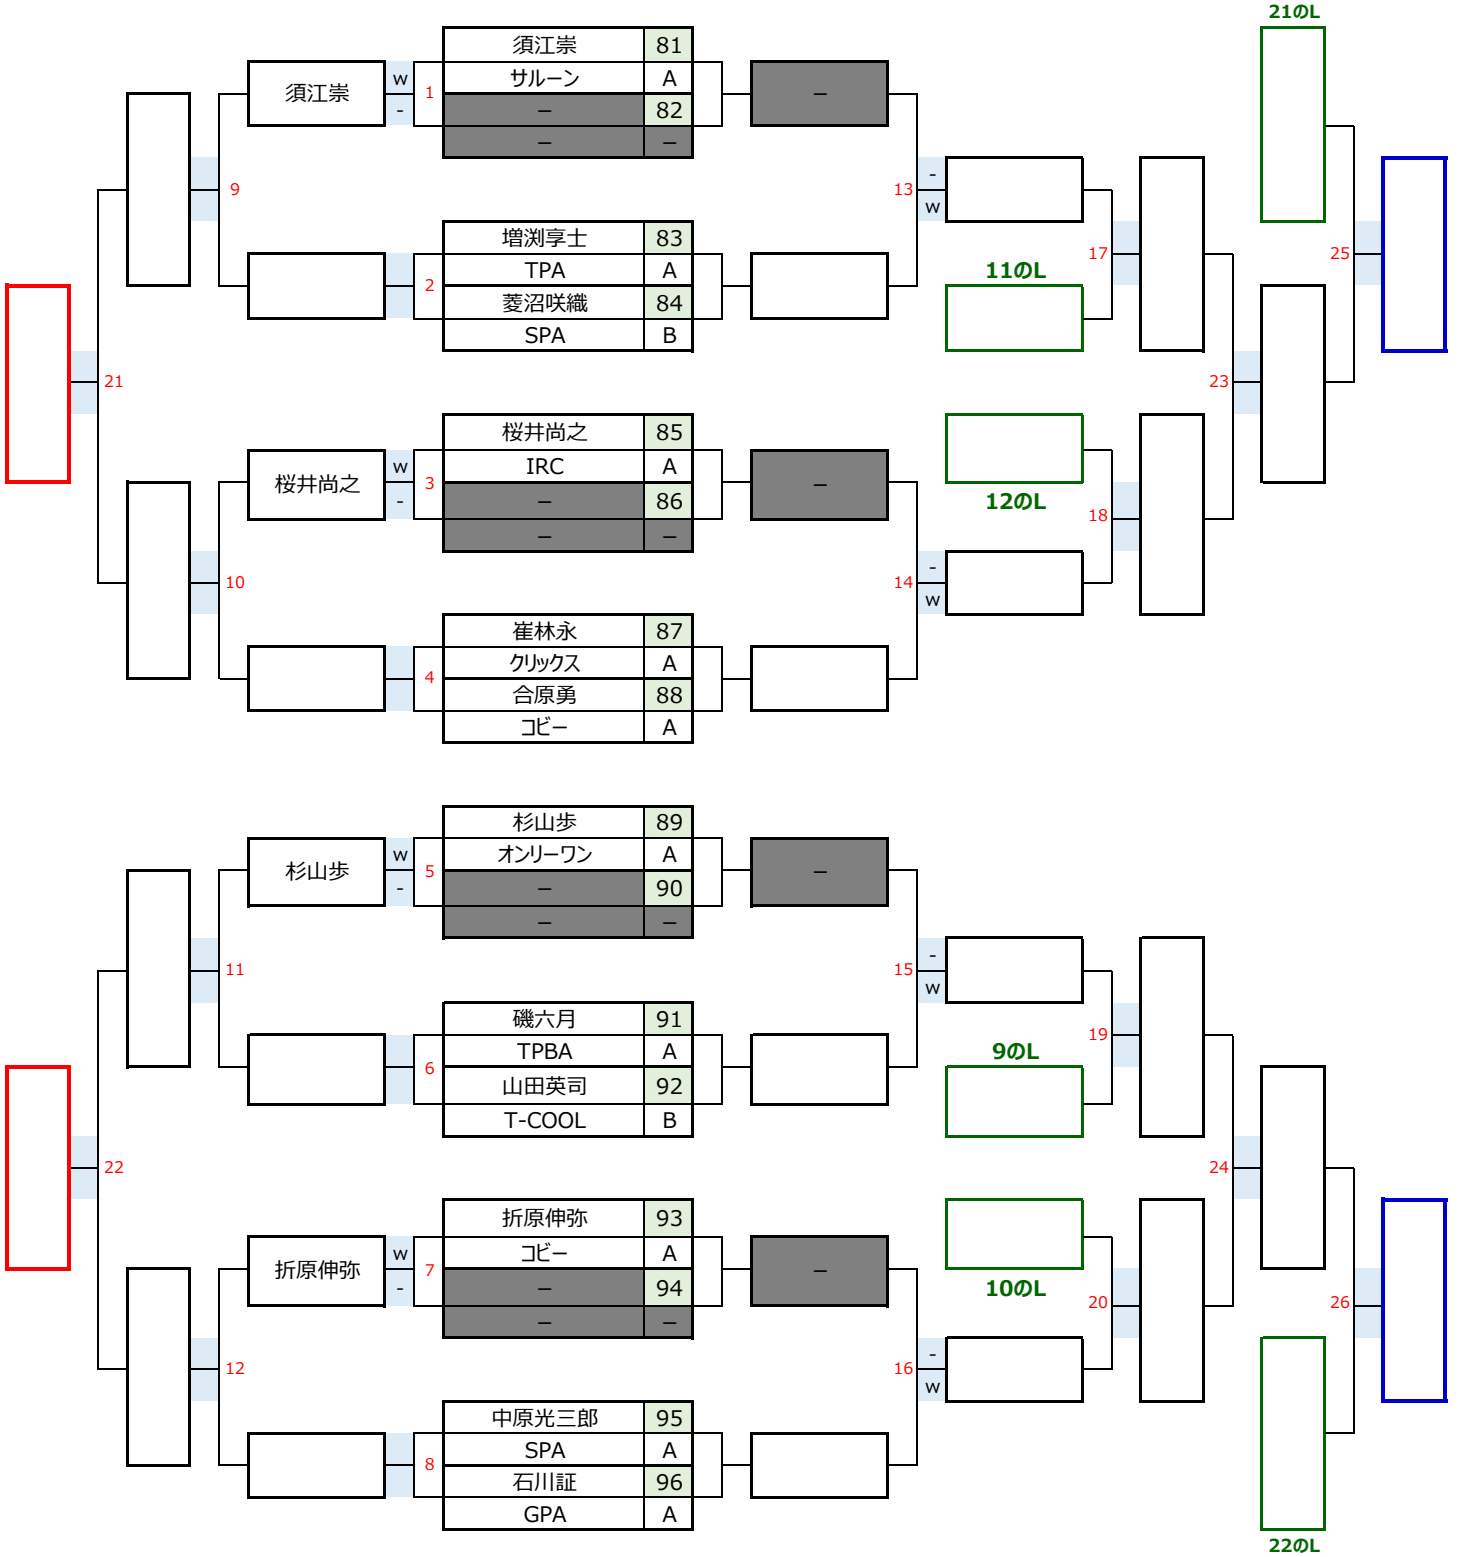 21のL
須江崇 81
須江崇 w 1 サルーン A –
- – 82
– –
9 13 - w
増渕享士 83
2 TPA A
菱沼咲織 84
SPA B
17 25
11のL
21 23
桜井尚之 85
桜井尚之 w 3 IRC A –
- – 86
– –
12のL
18
10 14 - w
崔林永 87
4 クリックス A
合原勇 88
コビー A
杉山歩 89
杉山歩 w 5 オンリーワン A –
- – 90
– –
11 15 - w
磯六月 91
6 TPBA A
山田英司 92
T-COOL B
19
9のL
22 24
折原伸弥 93
折原伸弥 w 7 コビー A –
- – 94
– –
10のL
20 26
12 16 - w
中原光三郎 95
8 SPA A
石川証 96
GPA A
22のL